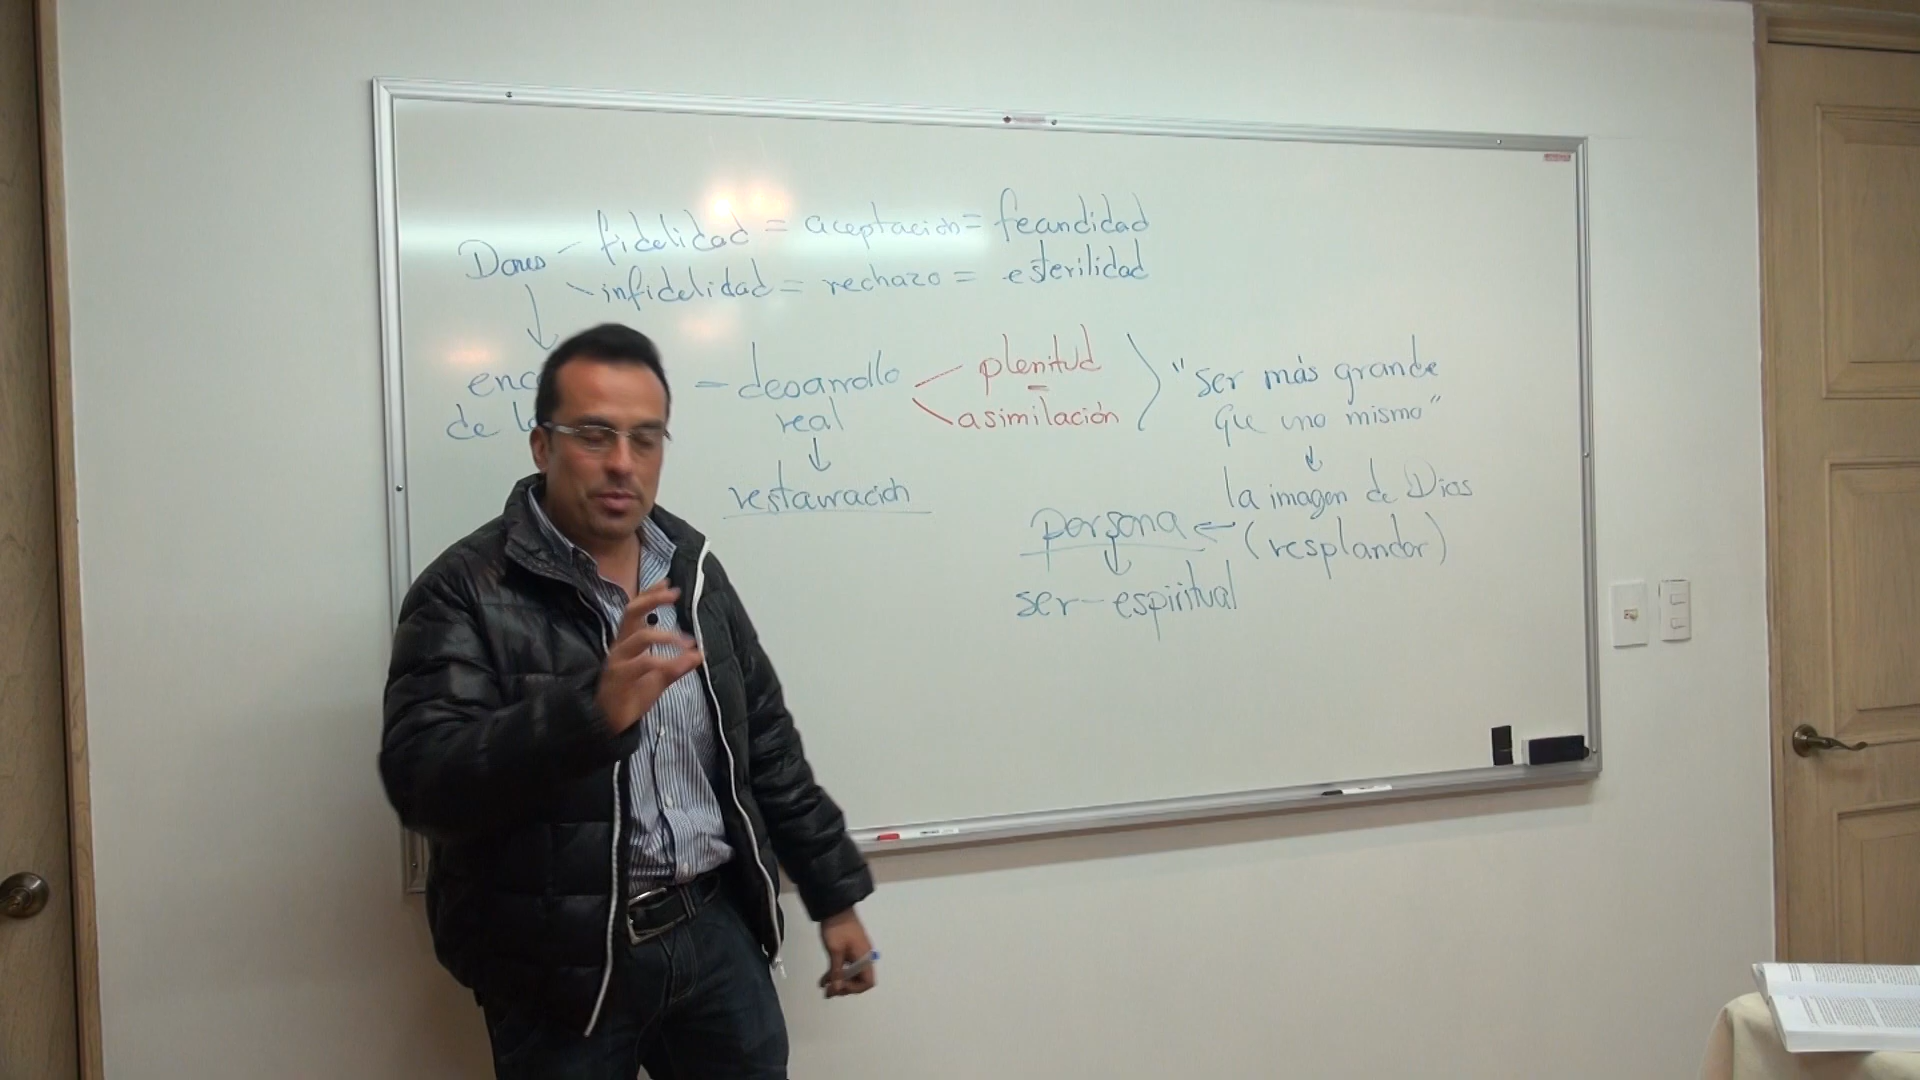 Dones - fidelidad = aceptación = fecundidad
infidelidad = rechazo = esterilidad
- desarrollo plenitud "ser más grande
de real asimilación que uno mismo"
restauración la imagen de Dios
persona (resplandor)
ser-espiritual